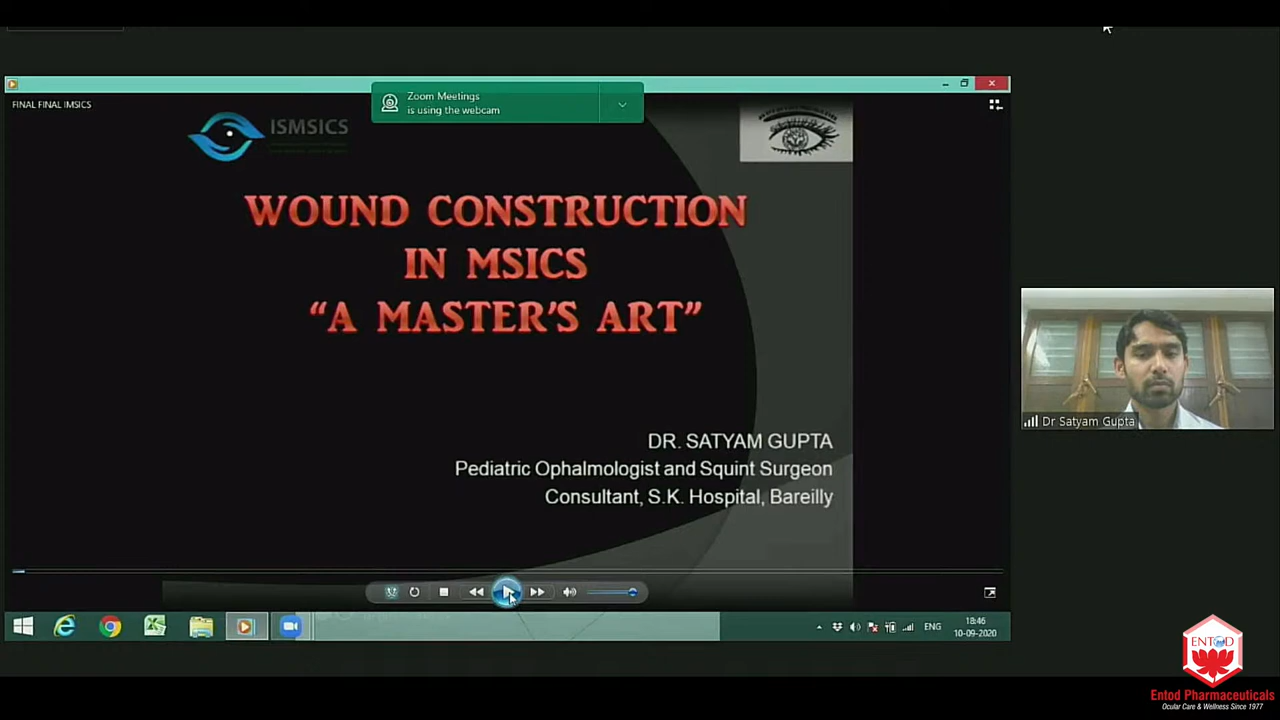 Zoom Meetings
is using the webcam
FINAL FINAL IMSICS
ISMSICS
WOUND CONSTRUCTION
IN MSICS
“A MASTER’S ART”
DR. SATYAM GUPTA
Pediatric Ophalmologist and Squint Surgeon
Consultant, S.K. Hospital, Bareilly
Dr Satyam Gupta
ENG
18:46
10-09-2020
ENTOD
Entod Pharmaceuticals
Ocular Care & Wellness Since 1977